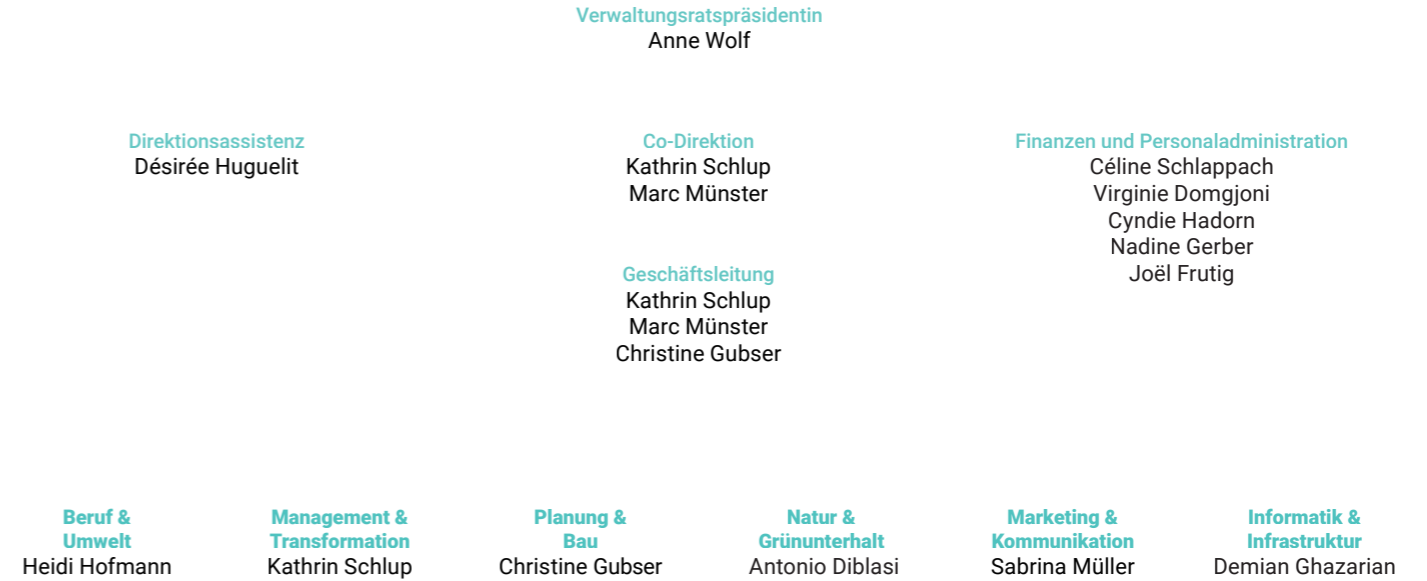 Verwaltungsratspräsidentin
Anne Wolf
Direktionsassistenz
Désirée Huguelit
Co-Direktion
Kathrin Schlup
Marc Münster
Finanzen und Personaladministration
Céline Schlappach
Virginie Domgjoni
Cyndie Hadorn
Nadine Gerber
Joël Frutig
Geschäftsleitung
Kathrin Schlup
Marc Münster
Christine Gubser
Beruf &
Umwelt
Heidi Hofmann
Management &
Transformation
Kathrin Schlup
Planung &
Bau
Christine Gubser
Natur &
Grünunterhalt
Antonio Diblasi
Marketing &
Kommunikation
Sabrina Müller
Informatik &
Infrastruktur
Demian Ghazarian